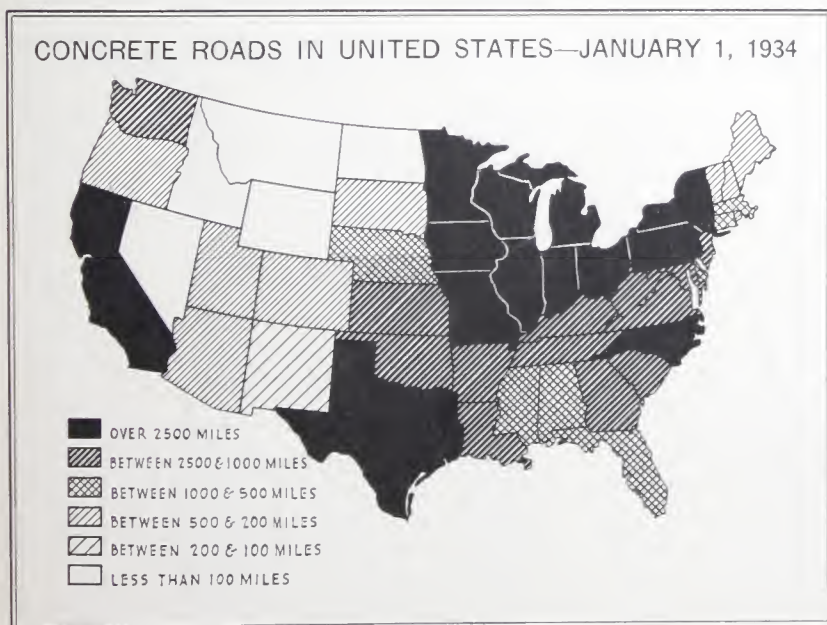 CONCRETE ROADS IN UNITED STATES—JANUARY 1, 1934
OVER 2500 MILES
BETWEEN 2500 & 1000 MILES
BETWEEN 1000 & 500 MILES
BETWEEN 500 & 200 MILES
BETWEEN 200 & 100 MILES
LESS THAN 100 MILES